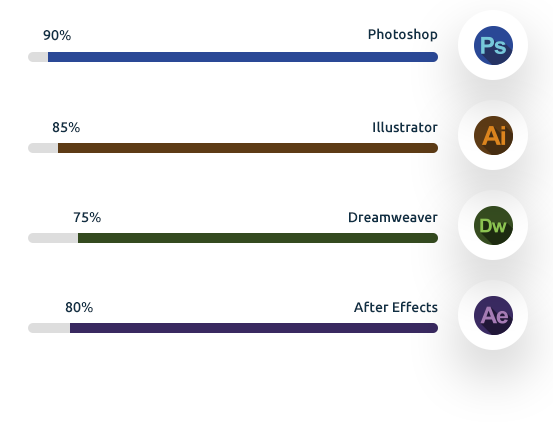 90% Photoshop Ps
85% Illustrator Ai
75% Dreamweaver Dw
80% After Effects Ae